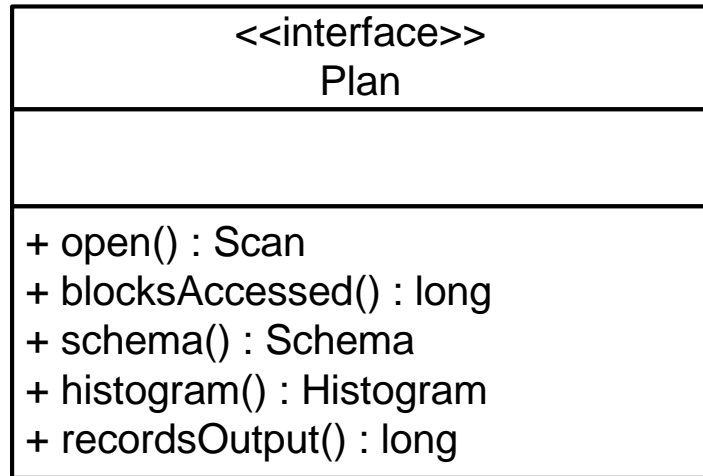 <<interface>>
Plan
+ open() : Scan
+ blocksAccessed() : long
+ schema() : Schema
+ histogram() : Histogram
+ recordsOutput() : long